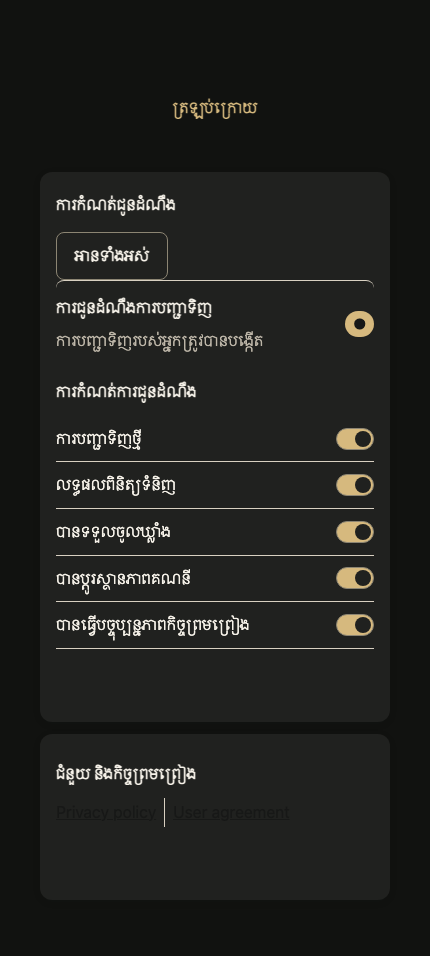 ត្រឡប់ក្រោយ
ការកំណត់ជូនដំណឹង
អានទាំងអស់
ការជូនដំណឹងការបញ្ជាទិញ
ការបញ្ជាទិញរបស់អ្នកត្រូវបានបង្កើត
ការកំណត់ការជូនដំណឹង
ការបញ្ជាទិញថ្មី
លទ្ធផលពិនិត្យទំនិញ
បានទទួលចូលឃ្លាំង
បានប្តូរស្ថានភាពគណនី
បានធ្វើបច្ចុប្បន្នភាពកិច្ចព្រមព្រៀង
ជំនួយ និងកិច្ចព្រមព្រៀង
Privacy policy User agreement